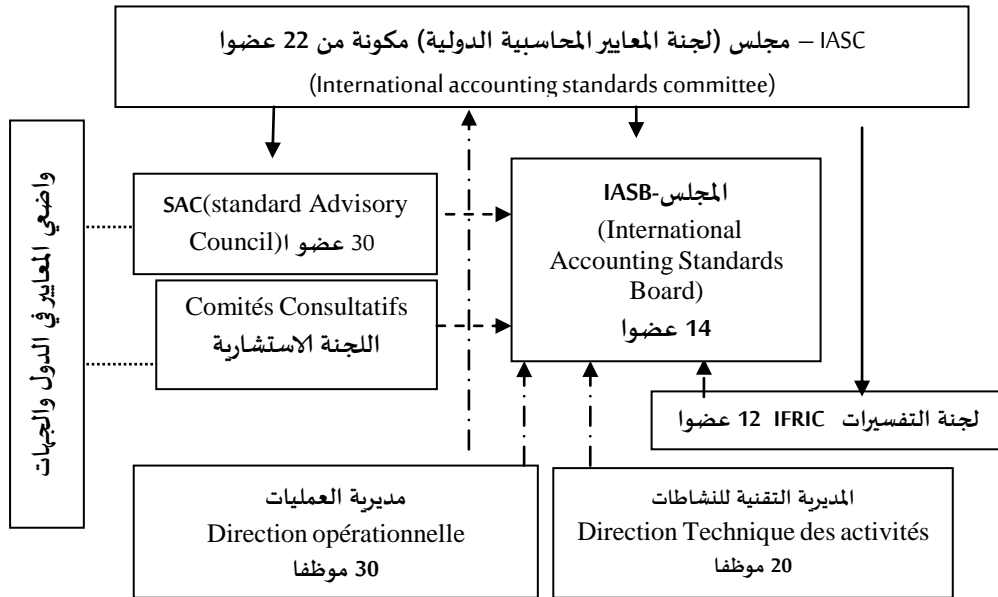 IASC – مجلس (لجنة المعايير المحاسبية الدولية) مكونة من 22 عضوا
(International accounting standards committee)
واضعي المعايير في الدول والجهات
SAC(standard Advisory
Council) 30 عضو ا
المجلس-IASB
(International
Accounting Standards
Board)
14 عضوا
Comités Consultatifs
اللجنة الاستشارية
لجنة التفسيرات IFRIC 12 عضوا
مديرية العمليات
Direction opérationnelle
30 موظفا
المديرية التقنية للنشاطات
Direction Technique des activités
20 موظفا